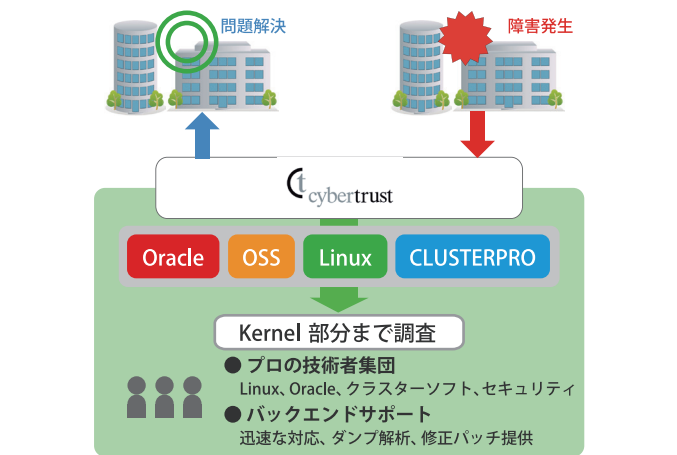 問題解決
障害発生
cybertrust
Oracle
OSS
Linux
CLUSTERPRO
Kernel 部分まで調査
● プロの技術者集団
Linux、Oracle、クラスターソフト、セキュリティ
● バックエンドサポート
迅速な対応、ダンプ解析、修正パッチ提供